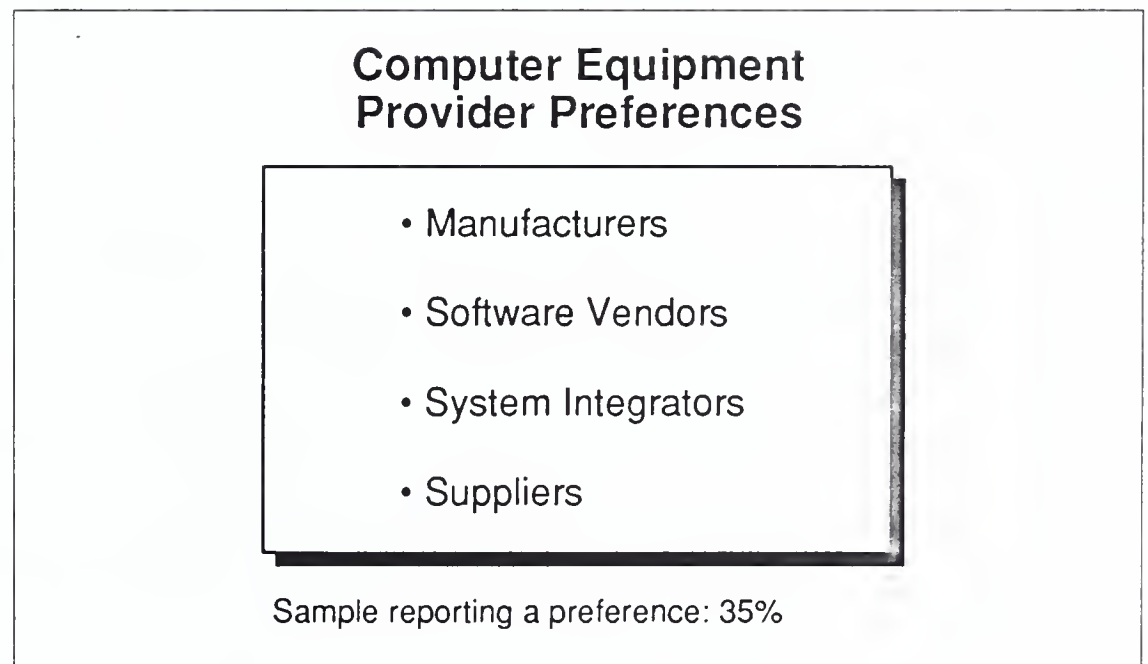 Computer Equipment
Provider Preferences
• Manufacturers
• Software Vendors
• System Integrators
• Suppliers
Sample reporting a preference: 35%